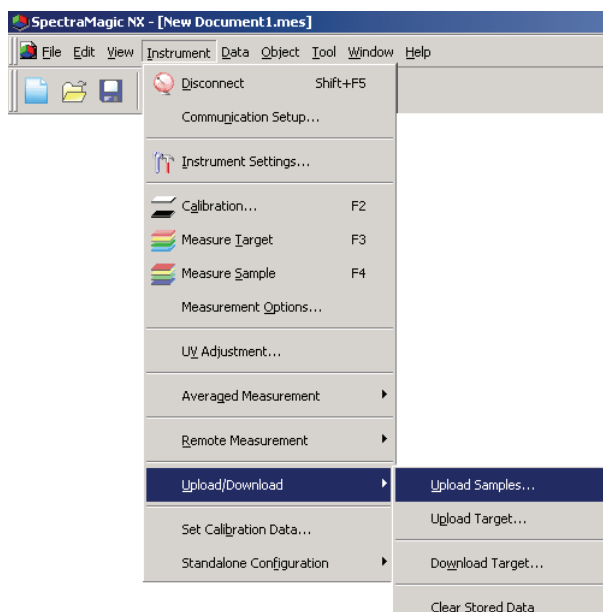 SpectraMagic NX - [New Document1.mes]
File Edit View Instrument Data Object Tool Window Help
Disconnect Shift+F5
Communication Setup...
Instrument Settings...
Calibration... F2
Measure Target F3
Measure Sample F4
Measurement Options...
UV Adjustment...
Averaged Measurement
Remote Measurement
Upload/Download
Upload Samples...
Upload Target...
Set Calibration Data...
Standalone Configuration
Download Target...
Clear Stored Data